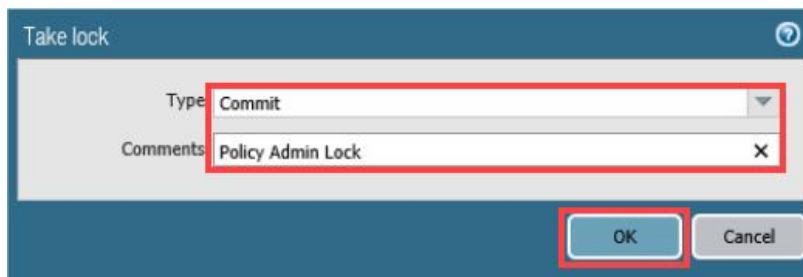 Take lock
?
Type Commit
Comments Policy Admin Lock
OK Cancel